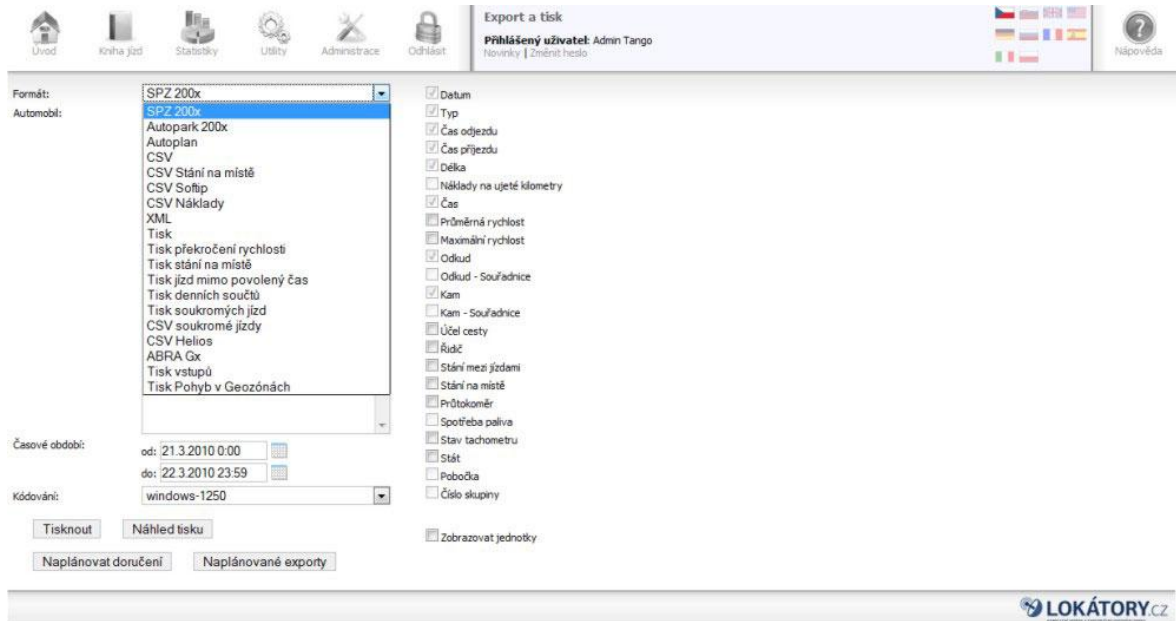 Export a tisk
Přihlášený uživatel: Admin Tango
Novinky | Změnit heslo
Úvod
Kniha jízd
Statistiky
Utility
Administrace
Odhlásit
Nápověda
Formát:
SPZ 200x
Automobil:
SPZ 200x
Autopark 200x
Autoplan
CSV
CSV Stání na místě
CSV Softip
CSV Náklady
XML
Tisk
Tisk překročení rychlosti
Tisk stání na místě
Tisk jízd mimo povolený čas
Tisk denních součtů
Tisk soukromých jízd
CSV soukromé jízdy
CSV Helios
ABRA Gx
Tisk vstupů
Tisk Pohyb v Geozónách
Časové období:
od: 21.3.2010 0:00
do: 22.3.2010 23:59
Kódování:
windows-1250
Tisknout
Náhled tisku
Naplánovat doručení
Naplánované exporty
Datum
Typ
Čas odjezdu
Čas příjezdu
Délka
Náklady na ujeté kilometry
Čas
Průměrná rychlost
Maximální rychlost
Odkud
Odkud - Souřadnice
Kam
Kam - Souřadnice
Účel cesty
Řidič
Stání mezi jízdami
Stání na místě
Průtokoměr
Spotřeba paliva
Stav tachometru
Stát
Pobočka
Číslo skupiny
Zobrazovat jednotky
LOKÁTORY.cz